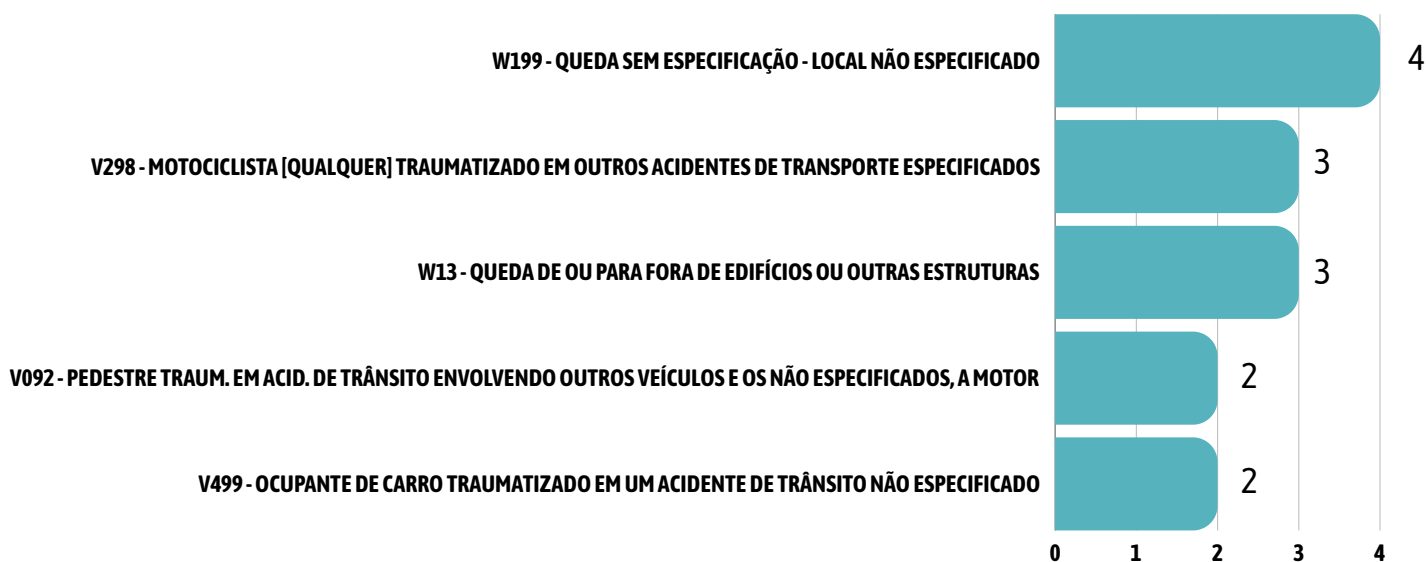 W199 - QUEDA SEM ESPECIFICAÇÃO - LOCAL NÃO ESPECIFICADO 4
V298 - MOTOCICLISTA [QUALQUER] TRAUMATIZADO EM OUTROS ACIDENTES DE TRANSPORTE ESPECIFICADOS 3
W13 - QUEDA DE OU PARA FORA DE EDIFÍCIOS OU OUTRAS ESTRUTURAS 3
V092 - PEDESTRE TRAUM. EM ACID. DE TRÂNSITO ENVOLVENDO OUTROS VEÍCULOS E OS NÃO ESPECIFICADOS, A MOTOR 2
V499 - OCUPANTE DE CARRO TRAUMATIZADO EM UM ACIDENTE DE TRÂNSITO NÃO ESPECIFICADO 2
0 1 2 3 4